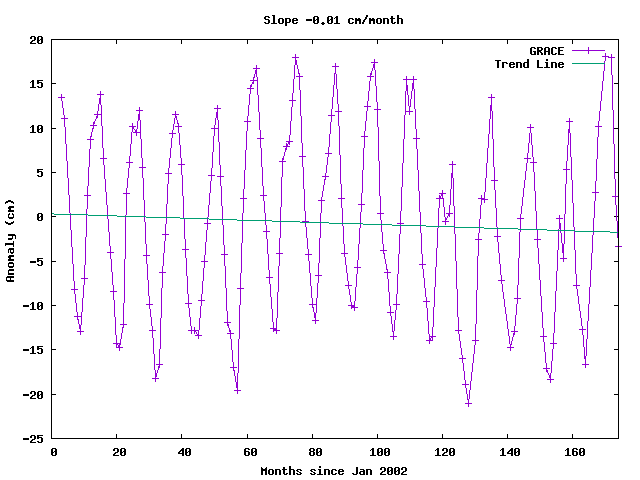 Slope -0.01 cm/month
GRACE
Trend Line
20
15
10
5
0
-5
-10
-15
-20
-25
Anomaly (cm)
0 20 40 60 80 100 120 140 160
Months since Jan 2002